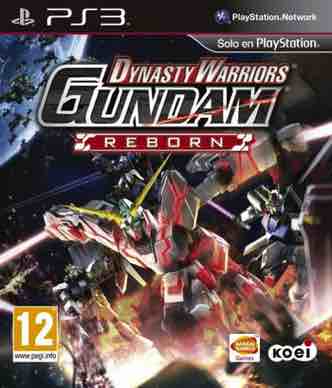 PS3
PlayStation.Network
Solo en PlayStation®
DYNASTY WARRIORS
GUNDAM
REBORN
12
www.pegi.info
BANDAI
NAMCO
Games
KOEI